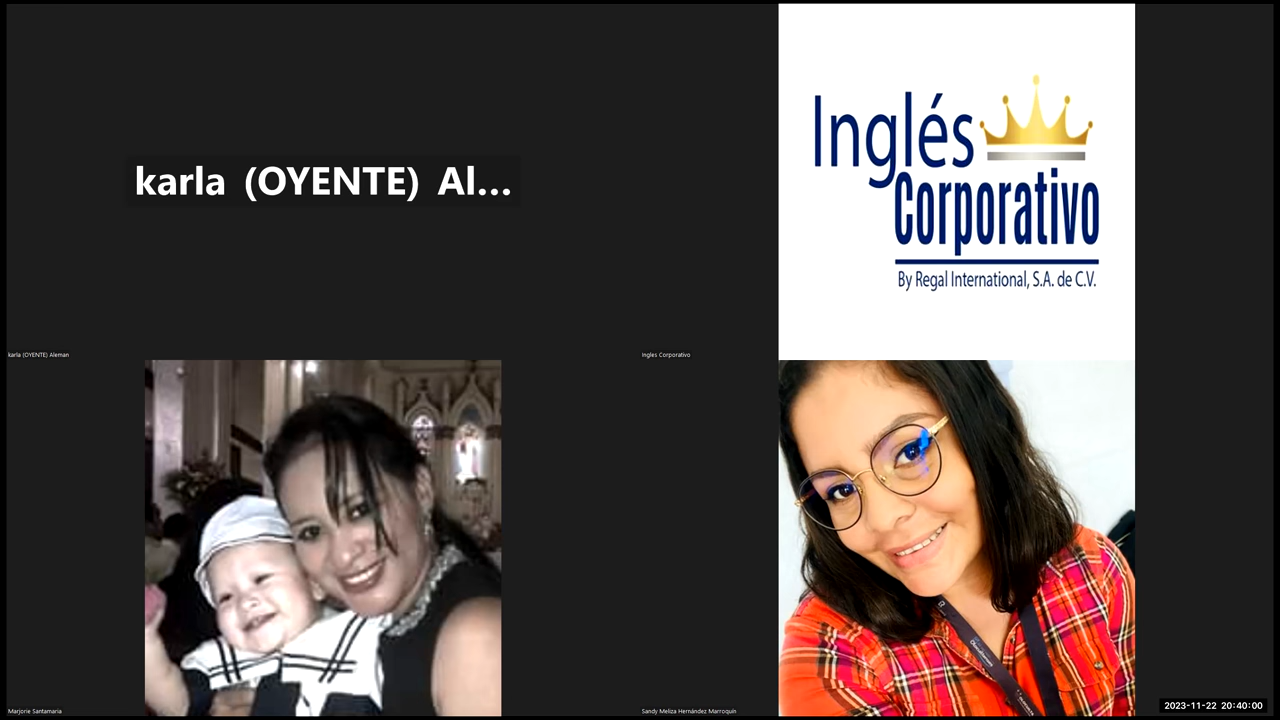 karla (OYENTE) Al...
Inglés
Corporativo
By Regal International, S.A. de C.V.
karla (OYENTE) Aleman
Ingles Corporativo
Marjorie Santamaria
Sandy Meliza Hernández Marroquín
2023-11-22 20:40:00